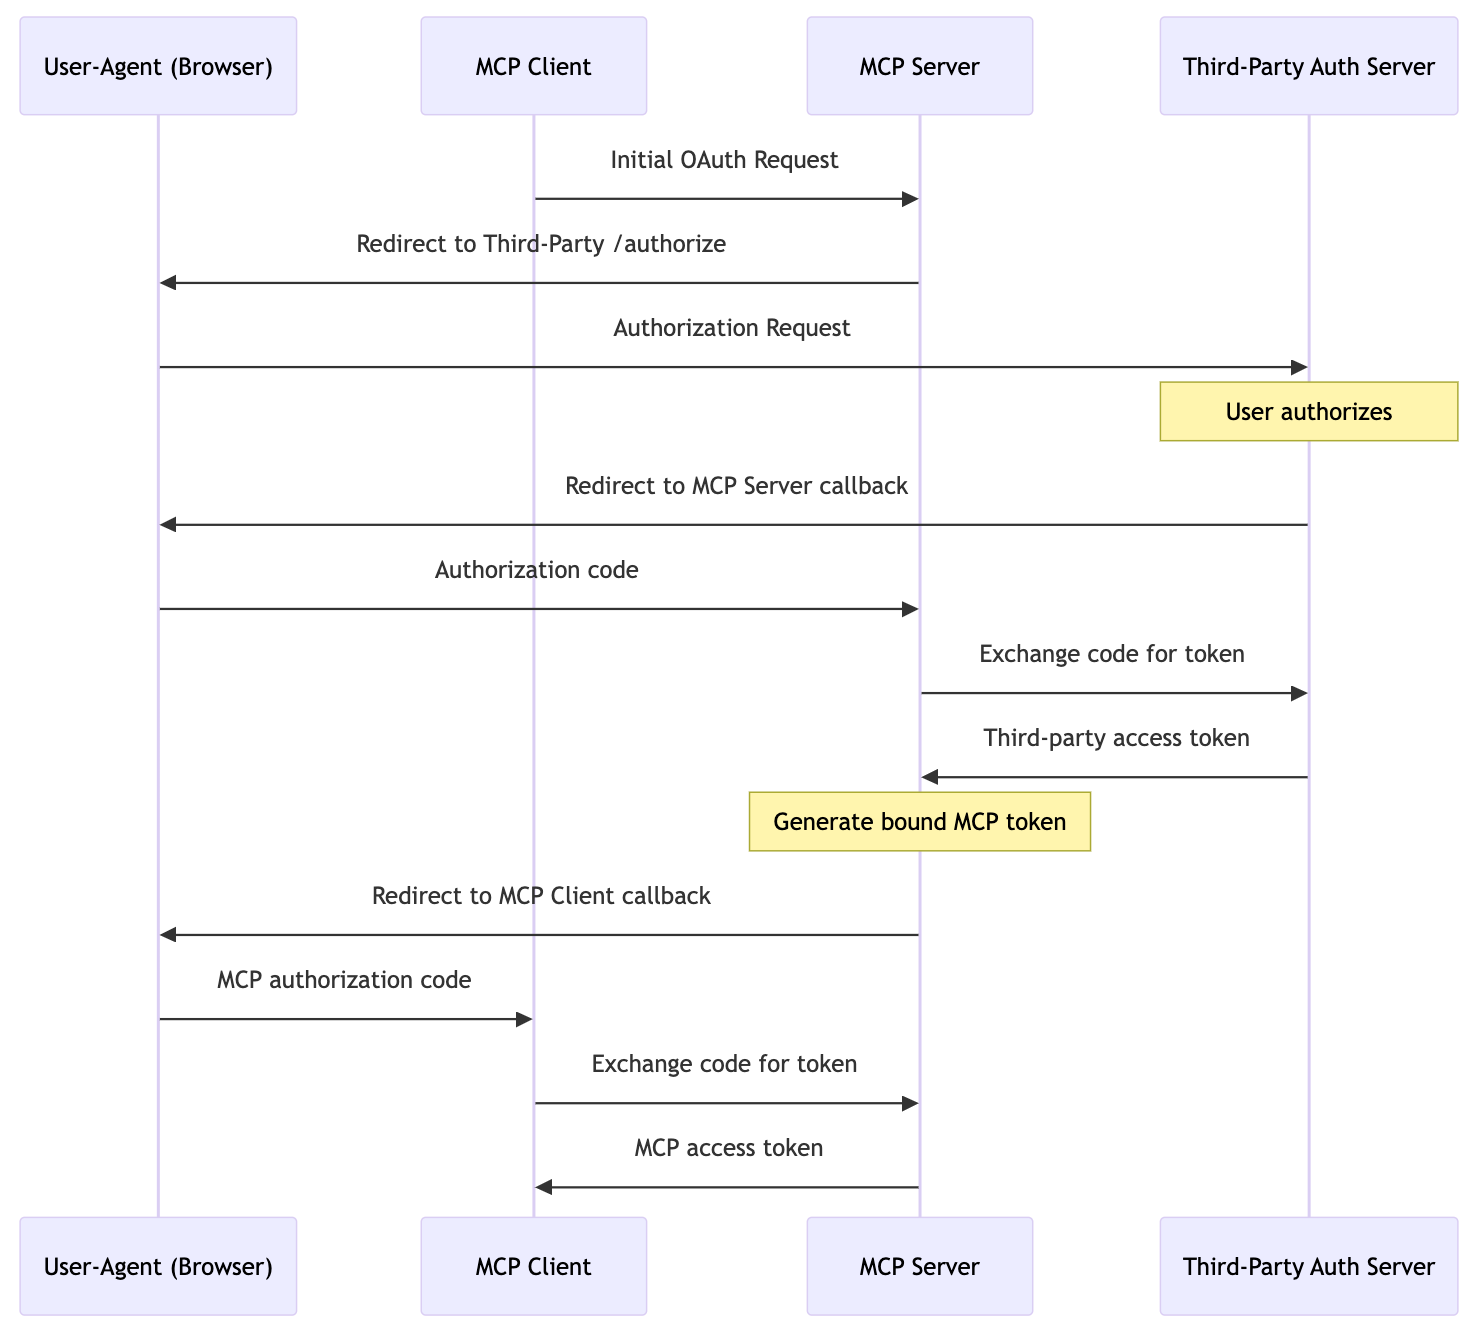 User-Agent (Browser)
MCP Client
MCP Server
Third-Party Auth Server
Initial OAuth Request
Redirect to Third-Party /authorize
Authorization Request
User authorizes
Redirect to MCP Server callback
Authorization code
Exchange code for token
Third-party access token
Generate bound MCP token
Redirect to MCP Client callback
MCP authorization code
Exchange code for token
MCP access token
User-Agent (Browser)
MCP Client
MCP Server
Third-Party Auth Server